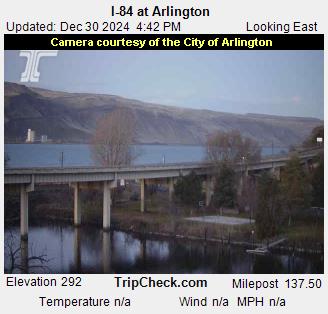 I-84 at Arlington
Updated: Dec 30 2024 4:42 PM Looking East
Camera courtesy of the City of Arlington
Elevation 292 TripCheck.com Milepost 137.50
Temperature n/a Wind n/a MPH n/a